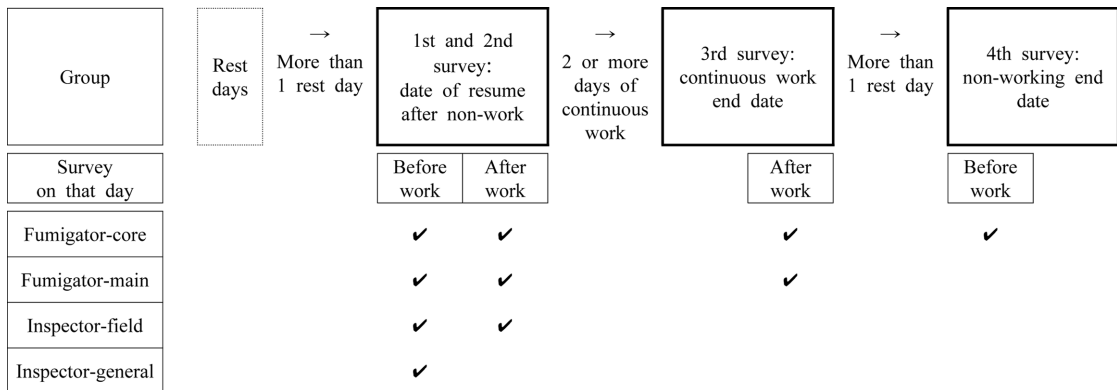 Group
Rest
days
→
More than
1 rest day
1st and 2nd
survey:
date of resume
after non-work
→
2 or more
days of
continuous
work
3rd survey:
continuous work
end date
→
More than
1 rest day
4th survey:
non-working end
date
Survey
on that day
Before
work
After
work
After
work
Before
work
Fumigator-core ✔ ✔ ✔ ✔
Fumigator-main ✔ ✔ ✔
Inspector-field ✔ ✔
Inspector-general ✔